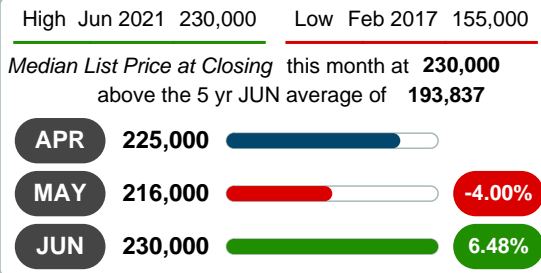 High Jun 2021 230,000 Low Feb 2017 155,000
Median List Price at Closing this month at 230,000
above the 5 yr JUN average of 193,837
APR 225,000
MAY 216,000 -4.00%
JUN 230,000 6.48%